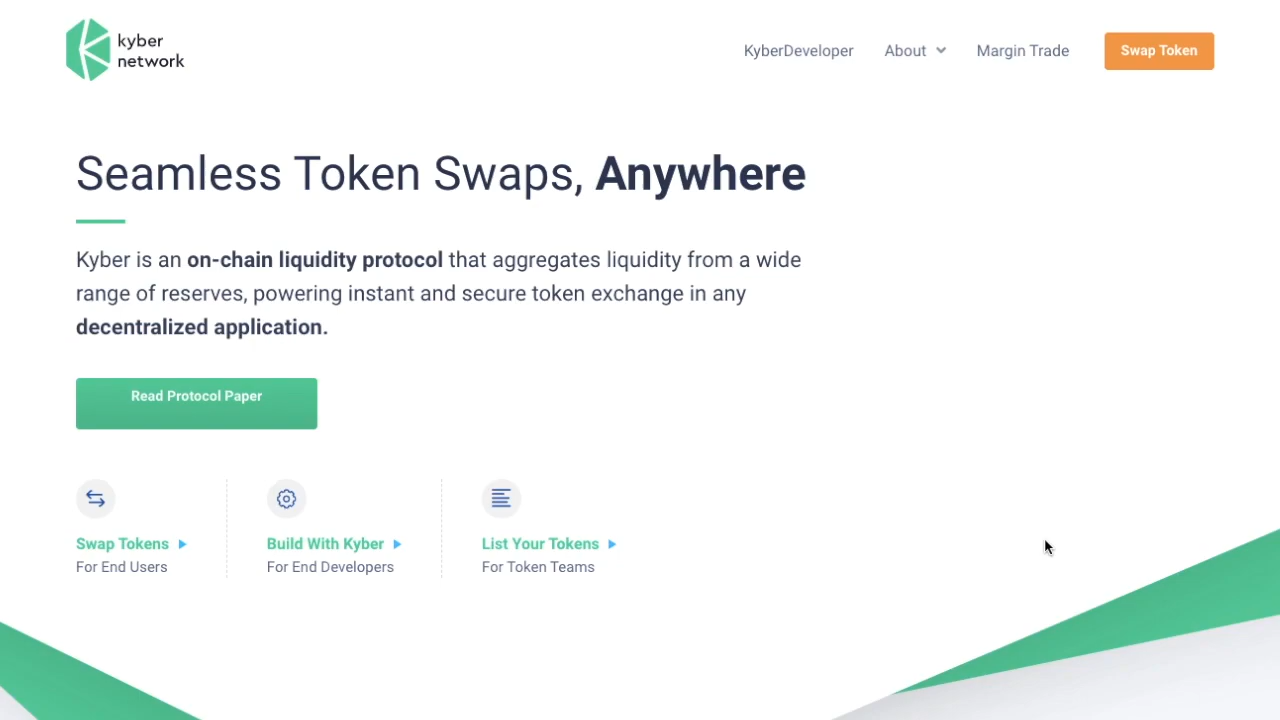 kyber
network
KyberDeveloper About Margin Trade Swap Token
Seamless Token Swaps, Anywhere
Kyber is an on-chain liquidity protocol that aggregates liquidity from a wide
range of reserves, powering instant and secure token exchange in any
decentralized application.
Read Protocol Paper
Swap Tokens
For End Users
Build With Kyber
For End Developers
List Your Tokens
For Token Teams